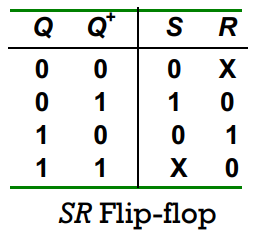 Q Q+ S R
0 0 0 X
0 1 1 0
1 0 0 1
1 1 X 0
SR Flip-flop